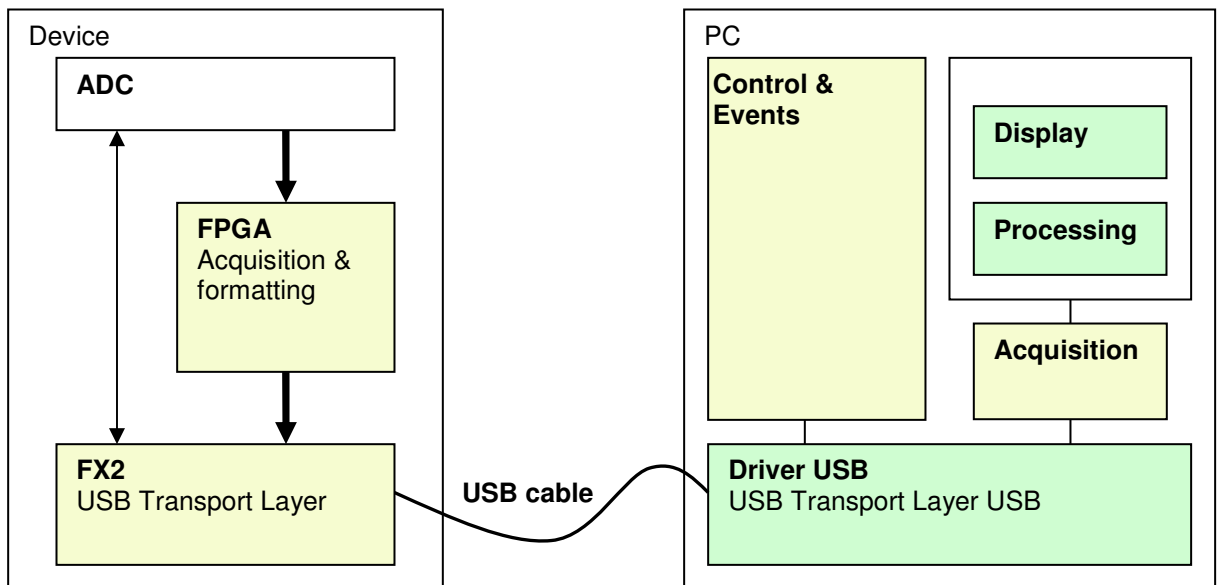 Device
ADC
FPGA
Acquisition &
formatting
FX2
USB Transport Layer
USB cable
PC
Control &
Events
Display
Processing
Acquisition
Driver USB
USB Transport Layer USB